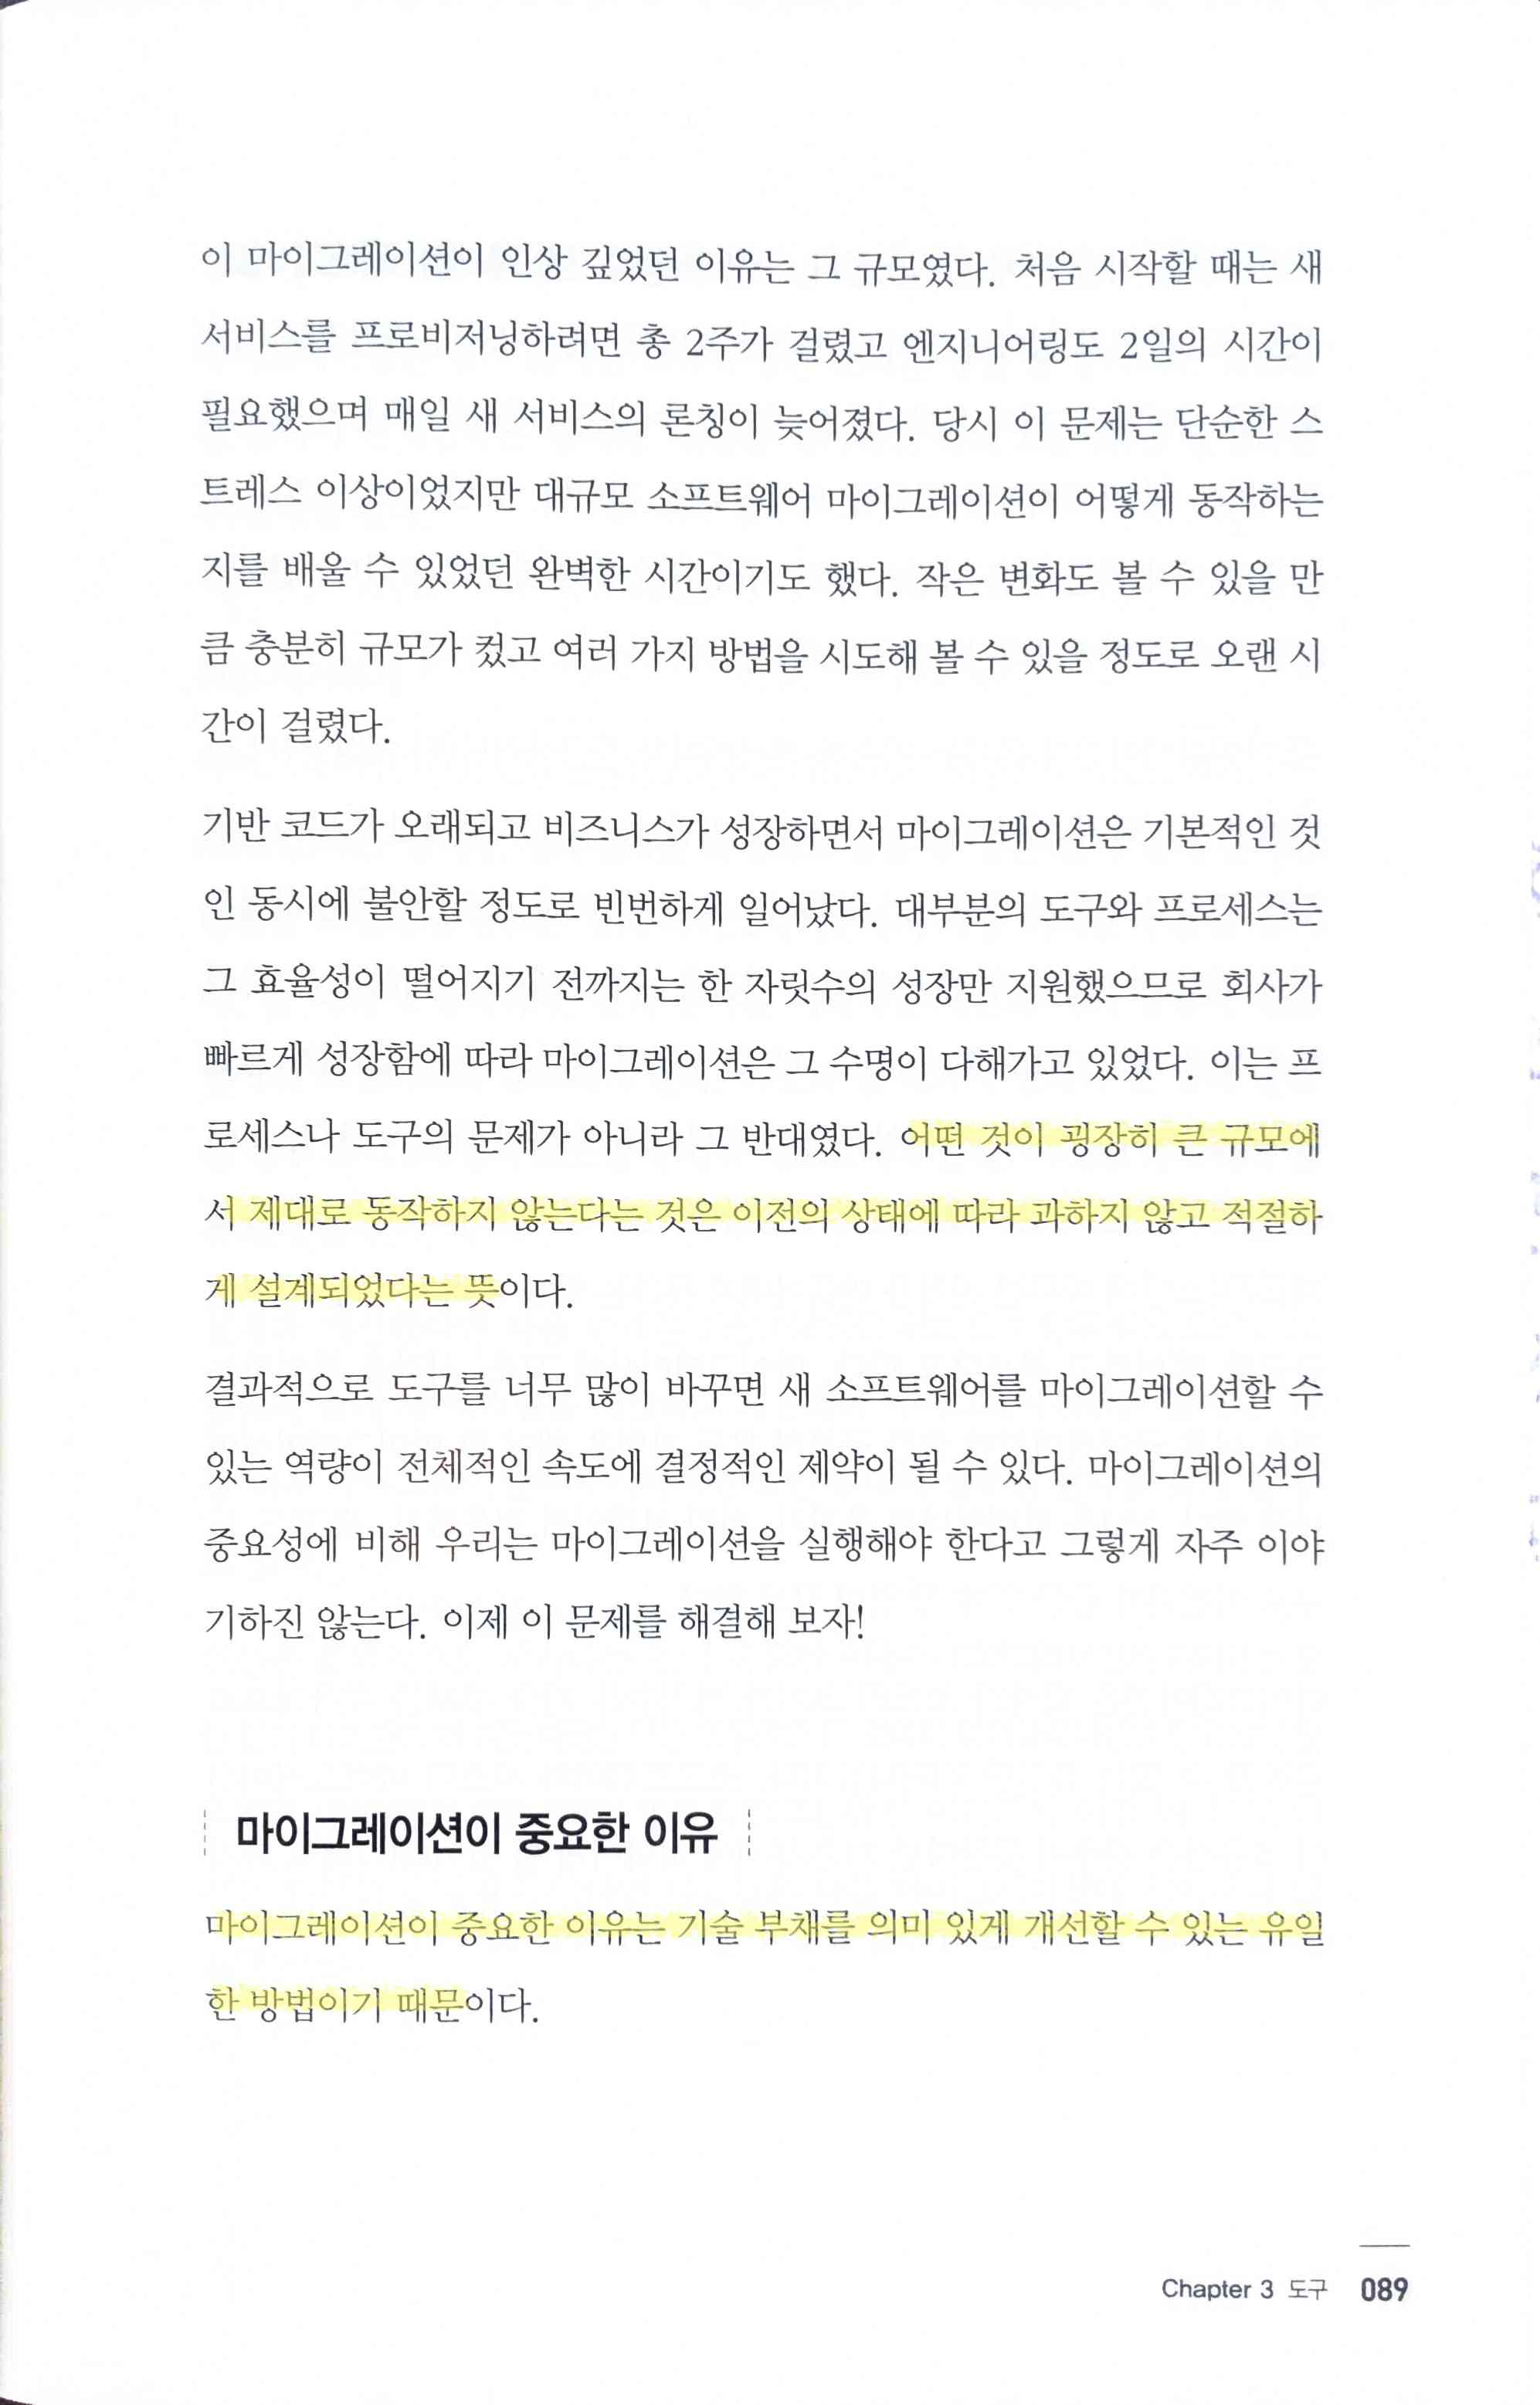 이 마이그레이션이 인상 깊었던 이유는 그 규모였다. 처음 시작할 때는 새
서비스를 프로비저닝하려면 총 2주가 걸렸고 엔지니어링도 2일의 시간이
필요했으며 매일 새 서비스의 론칭이 늦어졌다. 당시 이 문제는 단순한 스
트레스 이상이었지만 대규모 소프트웨어 마이그레이션이 어떻게 동작하는
지를 배울 수 있었던 완벽한 시간이기도 했다. 작은 변화도 볼 수 있을 만
큼 충분히 규모가 컸고 여러 가지 방법을 시도해 볼 수 있을 정도로 오랜 시
간이 걸렸다.
기반 코드가 오래되고 비즈니스가 성장하면서 마이그레이션은 기본적인 것
인 동시에 불안할 정도로 빈번하게 일어났다. 대부분의 도구와 프로세스는
그 효율성이 떨어지기 전까지는 한 자릿수의 성장만 지원했으므로 회사가
빠르게 성장함에 따라 마이그레이션은 그 수명이 다해가고 있었다. 이는 프
로세스나 도구의 문제가 아니라 그 반대였다. 어떤 것이 굉장히 큰 규모에
서 제대로 동작하지 않는다는 것은 이전의 상태에 따라 과하지 않고 적절하
게 설계되었다는 뜻이다.
결과적으로 도구를 너무 많이 바꾸면 새 소프트웨어를 마이그레이션할 수
있는 역량이 전체적인 속도에 결정적인 제약이 될 수 있다. 마이그레이션의
중요성에 비해 우리는 마이그레이션을 실행해야 한다고 그렇게 자주 이야
기하진 않는다. 이제 이 문제를 해결해 보자!
마이그레이션이 중요한 이유
마이그레이션이 중요한 이유는 기술 부채를 의미 있게 개선할 수 있는 유일
한 방법이기 때문이다.
Chapter 3 도구 089